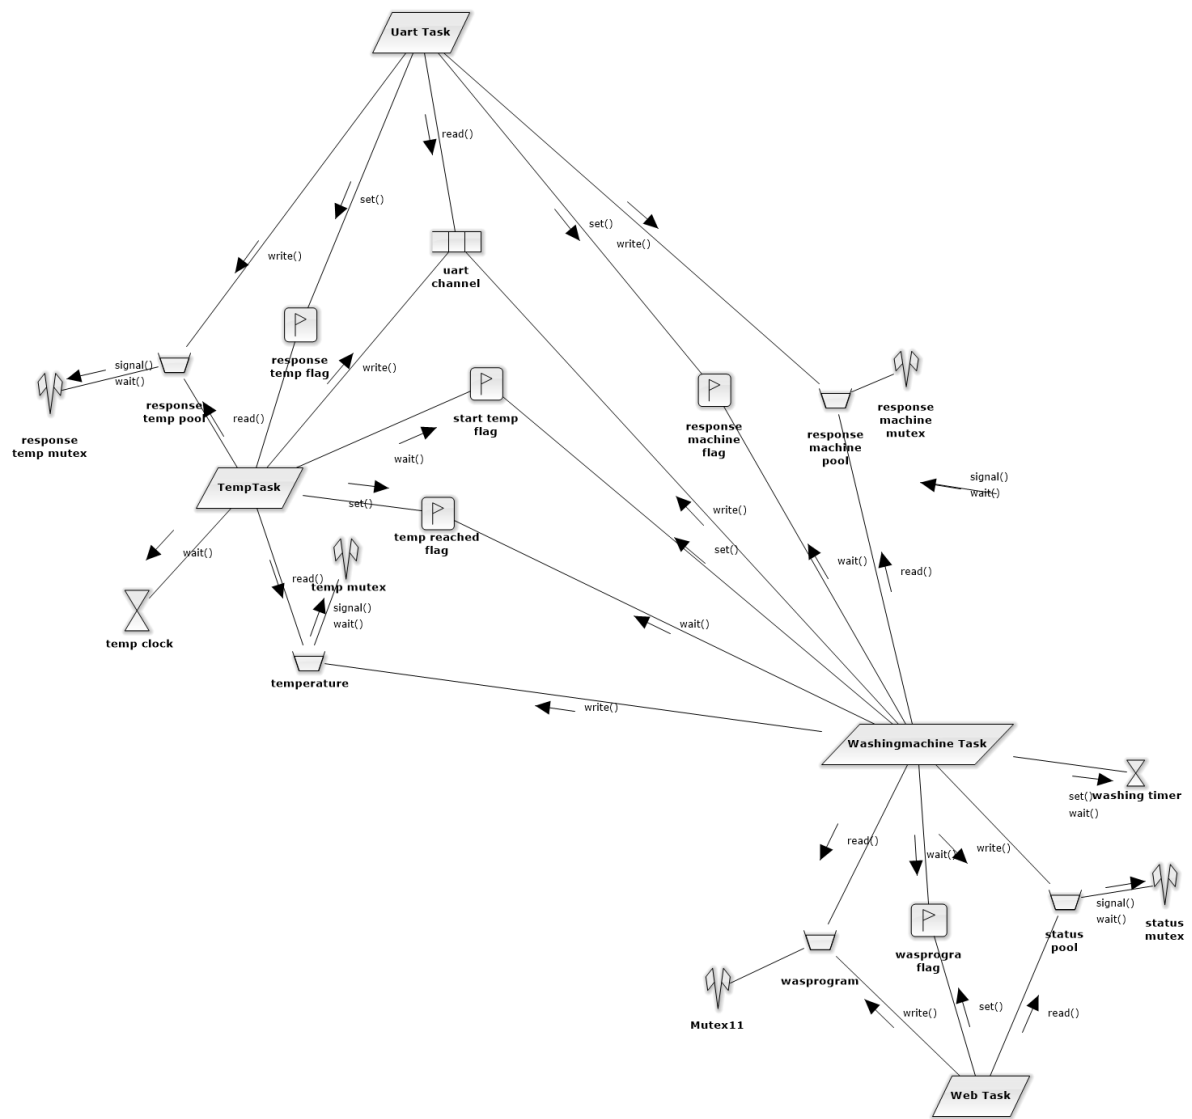 Uart Task
read()
set()
set()
write()
write()
uart
channel
response
temp flag
write()
signal()
wait()
response
temp pool
response
temp mutex
read()
start temp
flag
wait()
response
machine
flag
response
machine
mutex
response
machine
pool
signal()
wait()
TempTask
set()
temp reached
flag
write()
set()
wait()
read()
wait()
read()
temp mutex
signal()
wait()
temp clock
wait()
temperature
write()
Washingmachine Task
set()
washing timer
wait()
read()
wait()
write()
signal()
wait()
status
mutex
status
pool
wasprogra
flag
wasprogram
Mutex11
write()
set()
read()
Web Task